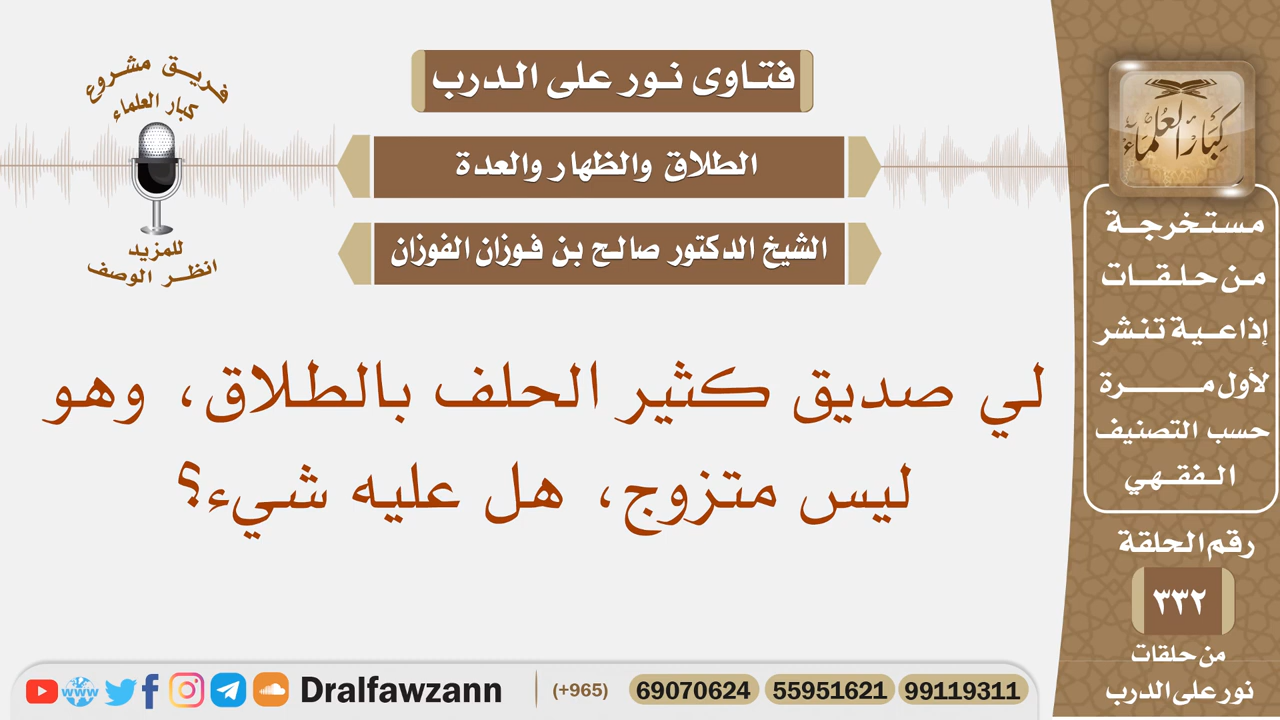 فتاوى نور على الدرب
الطلاق والظهار والعدة
الشيخ الدكتور صالح بن فوزان الفوزان
فريق مشروع
كبار العلماء
للمزيد
انظر الوصف
لي صديق كثير الحلف بالطلاق، وهو
ليس متزوج، هل عليه شيء؟
كبار العلماء
مستخرجة
من حلقات
إذاعية تنشر
لأول مرة
حسب التصنيف
الفقهي
رقم الحلقة
٣٣٢
من حلقات
نور على الدرب
www
Dralfawzann
(+965) 69070624 55951621 99119311